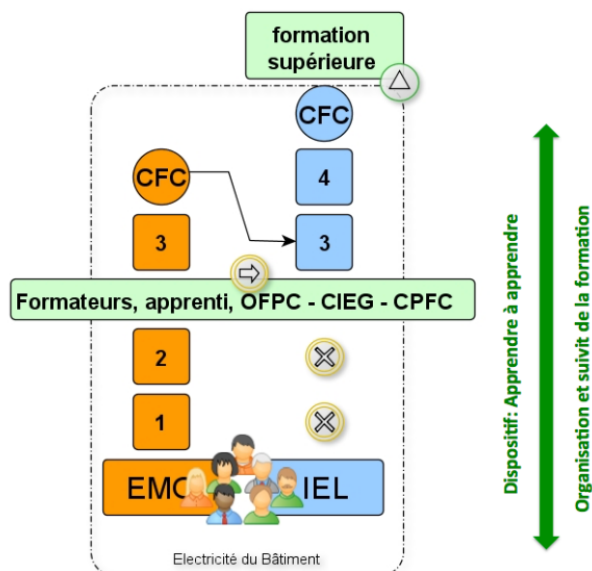 formation
supérieure
CFC
CFC
4
3
3
Formateurs, apprenti, OFPC - CIEG - CPFC
2
1
IEL
Electricité du Bâtiment
Dispositif: Apprendre à apprendre
Organisation et suivit de la formation